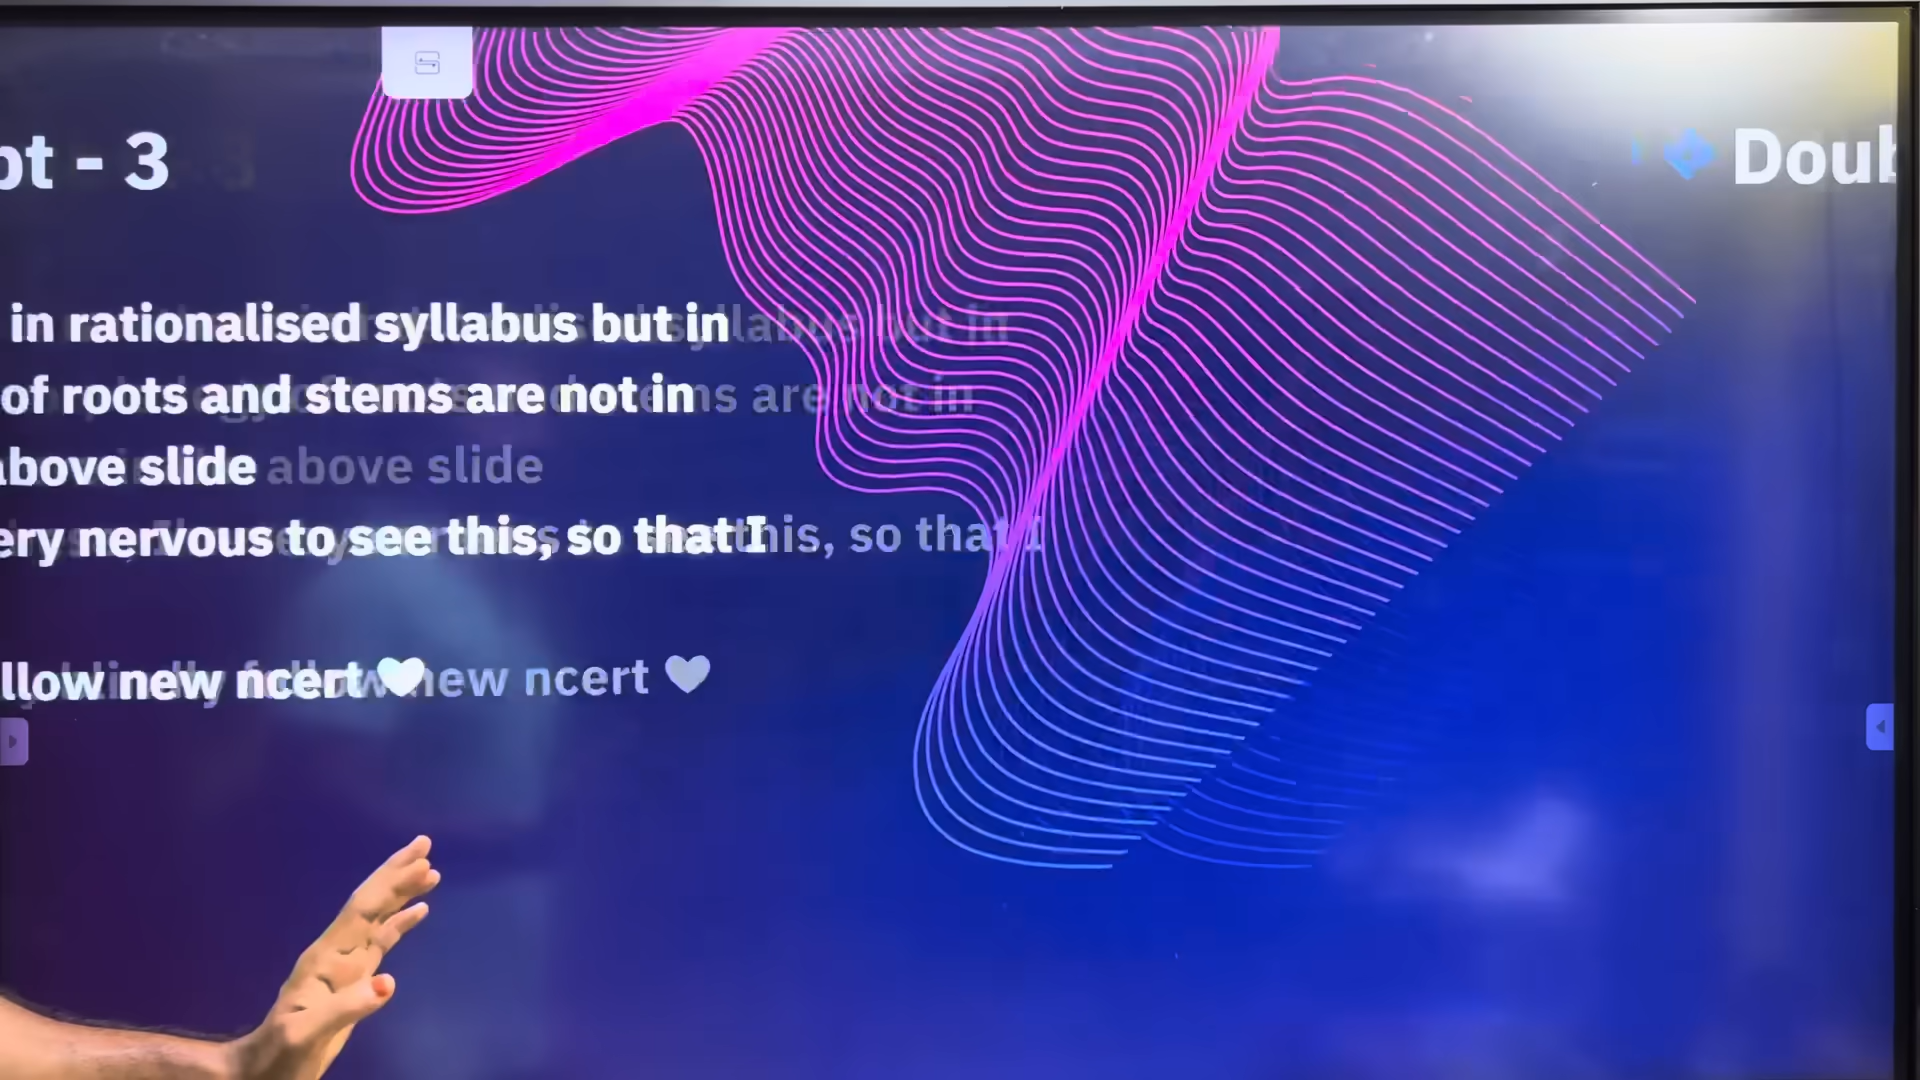 pt - 3
Doub
in rationalised syllabus but in
of roots and stems are not in
above slide
ery nervous to see this, so that I
llow new ncert 🤍